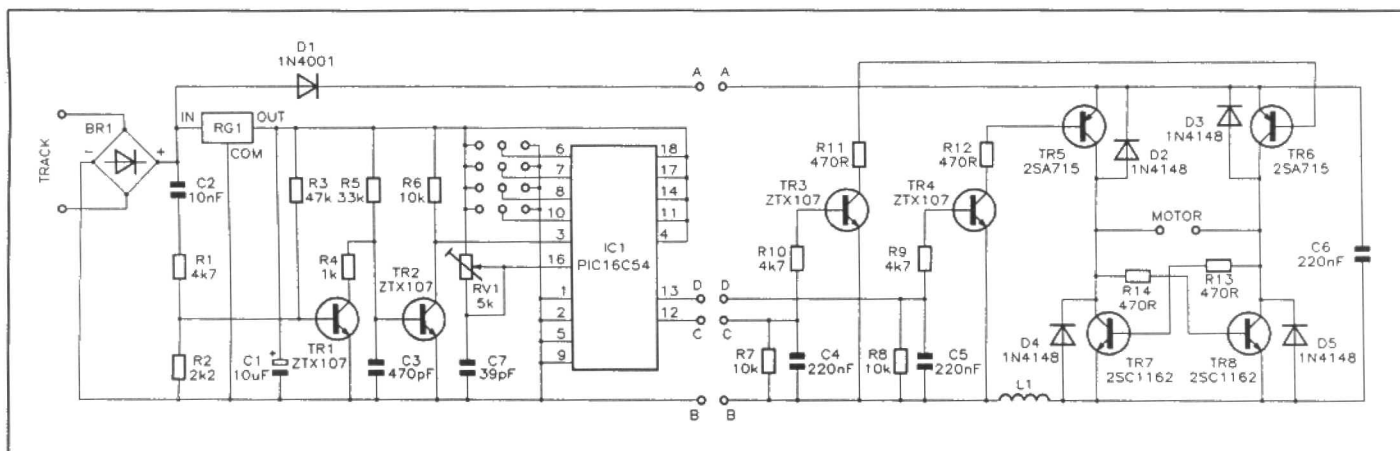 TRACK
BR1
-
+
D1
1N4001
IN
RG1
OUT
COM
C2
10nF
R1
4k7
R2
2k2
C1
+
10uF
R3
47k
R4
1k
TR1
ZTX107
R5
33k
C3
470pF
R6
10k
TR2
ZTX107
RV1
5k
C7
39pF
6
7
8
10
3
16
1
2
5
9
IC1
PIC16C54
18
17
14
11
4
13
12
A
A
D
D
C
C
B
B
R7
10k
C4
220nF
R8
10k
C5
220nF
R10
4k7
R9
4k7
TR3
ZTX107
TR4
ZTX107
R11
470R
R12
470R
L1
TR5
2SA715
D2
1N4148
D3
1N4148
TR6
2SA715
MOTOR
R14
470R
R13
470R
D4
1N4148
TR7
2SC1162
TR8
2SC1162
D5
1N4148
C6
220nF